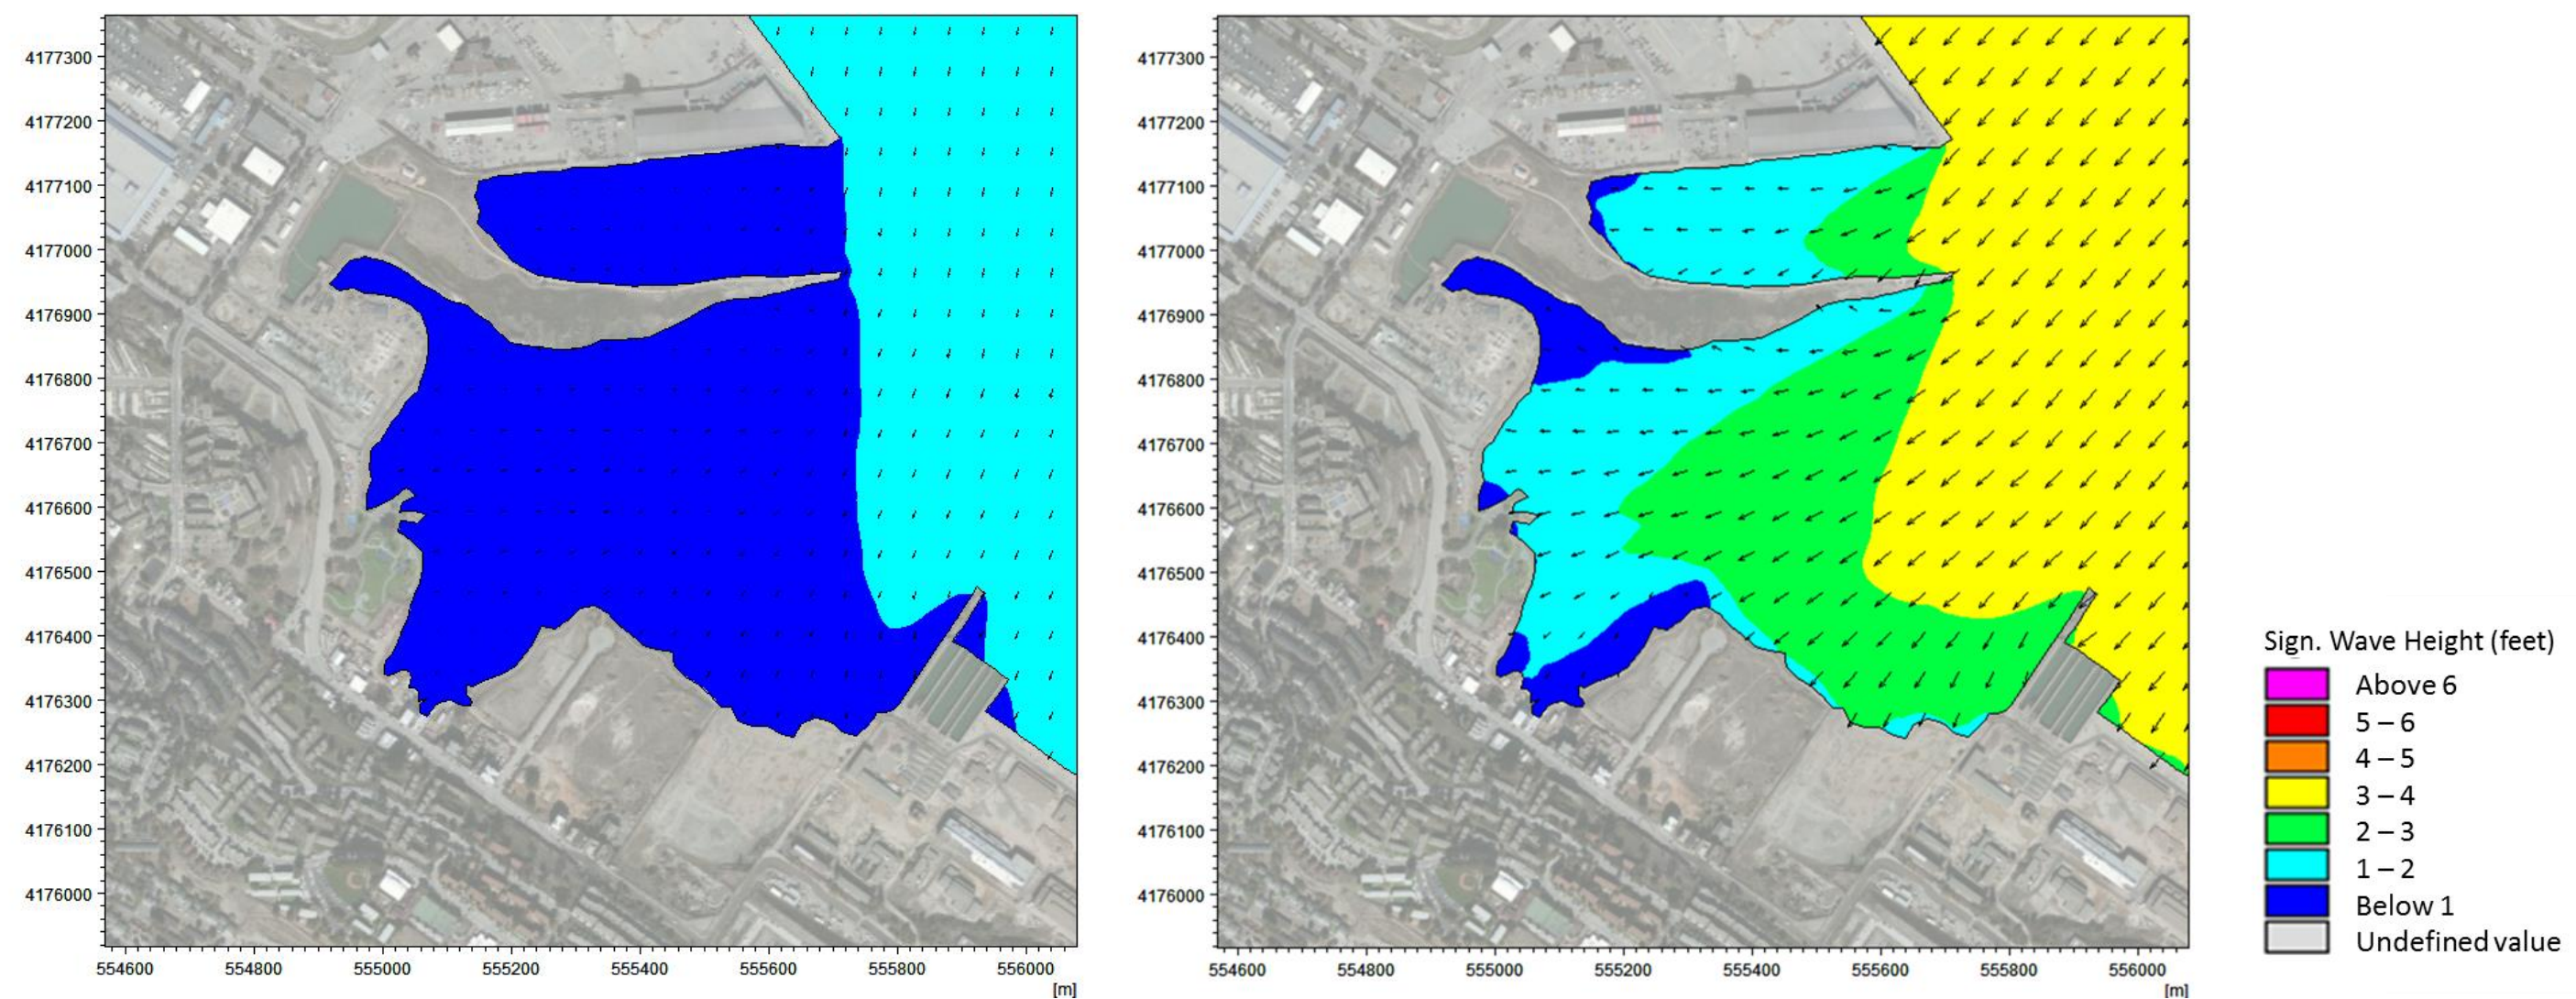 4177300
4177200
4177100
4177000
4176900
4176800
4176700
4176600
4176500
4176400
4176300
4176200
4176100
4176000
554600 554800 555000 555200 555400 555600 555800 556000
[m]
4177300
4177200
4177100
4177000
4176900
4176800
4176700
4176600
4176500
4176400
4176300
4176200
4176100
4176000
554600 554800 555000 555200 555400 555600 555800 556000
[m]
Sign. Wave Height (feet)
Above 6
5 – 6
4 – 5
3 – 4
2 – 3
1 – 2
Below 1
Undefined value